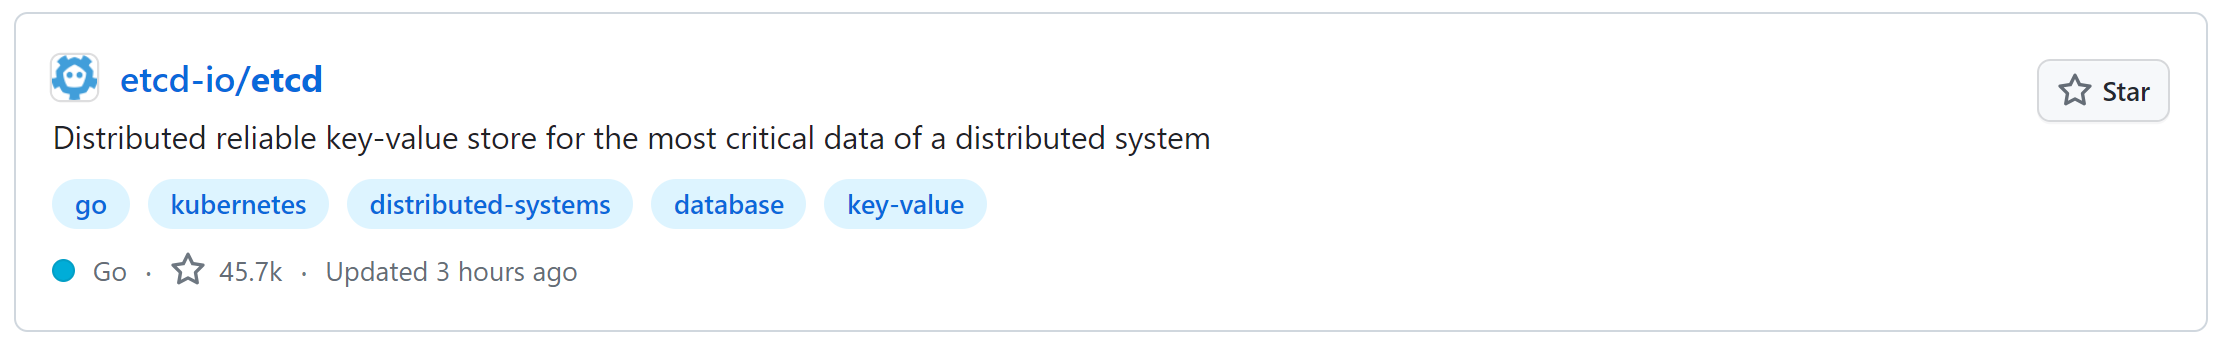 etcd-io/etcd
Star
Distributed reliable key-value store for the most critical data of a distributed system
go kubernetes distributed-systems database key-value
Go · 45.7k · Updated 3 hours ago